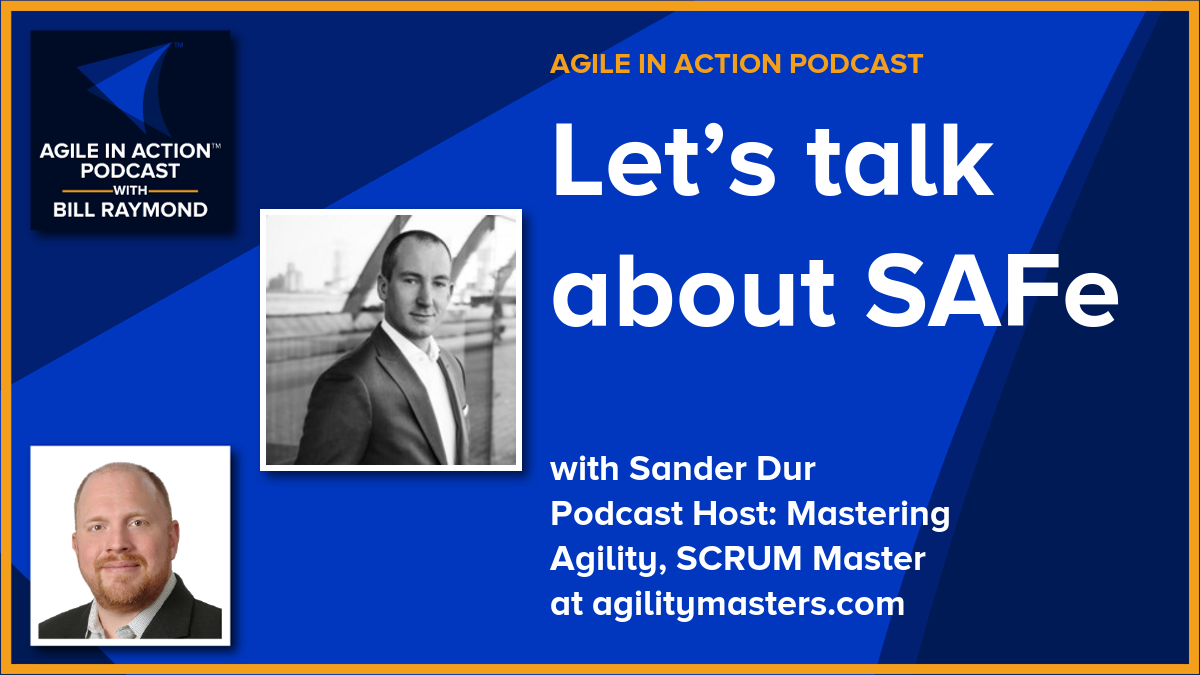 AGILE IN ACTION™
PODCAST
WITH
BILL RAYMOND
AGILE IN ACTION PODCAST
Let's talk
about SAFe
with Sander Dur
Podcast Host: Mastering
Agility, SCRUM Master
at agilitymasters.com